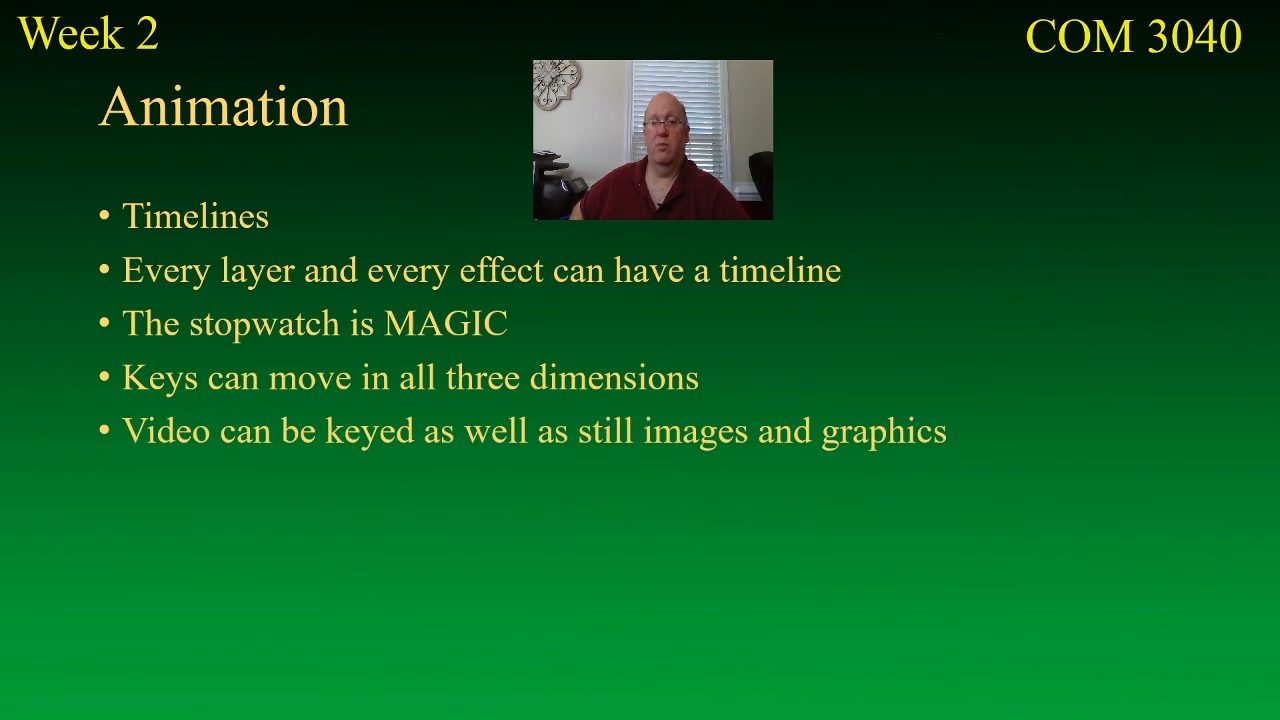 Week 2
COM 3040
Animation
• Timelines
• Every layer and every effect can have a timeline
• The stopwatch is MAGIC
• Keys can move in all three dimensions
• Video can be keyed as well as still images and graphics